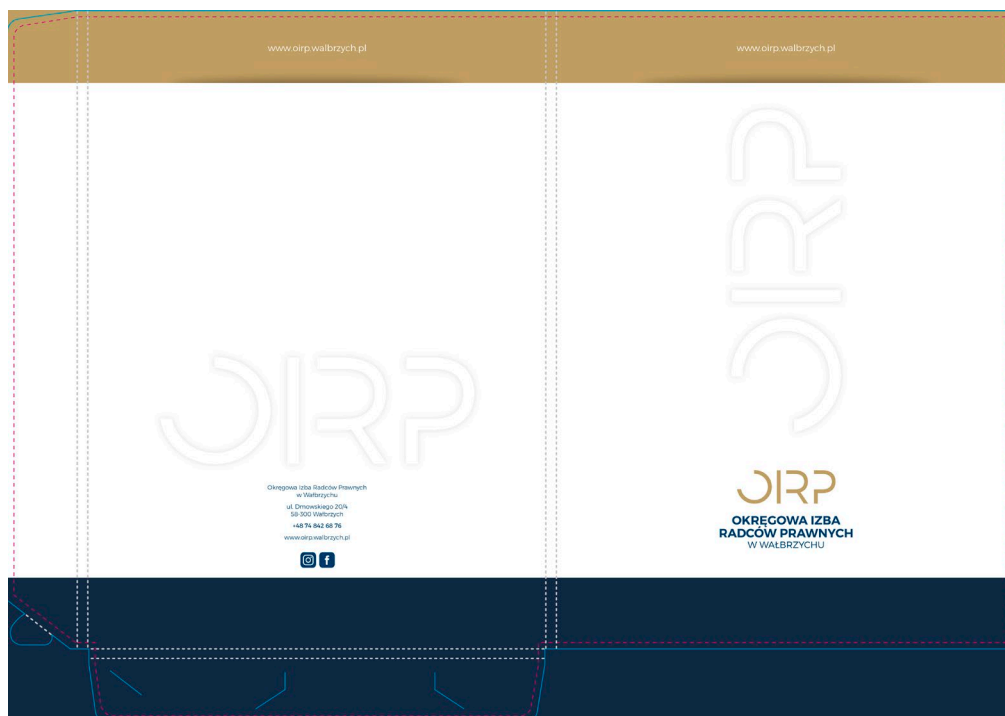 www.oirp.walbrzych.pl
OIRP
Okręgowa Izba Radców Prawnych
w Wałbrzychu
ul. Dmowskiego 20/4
58-300 Wałbrzych
+48 74 842 68 76
www.oirp.walbrzych.pl
www.oirp.walbrzych.pl
OIRP
OIRP
OKRĘGOWA IZBA
RADCÓW PRAWNYCH
W WAŁBRZYCHU